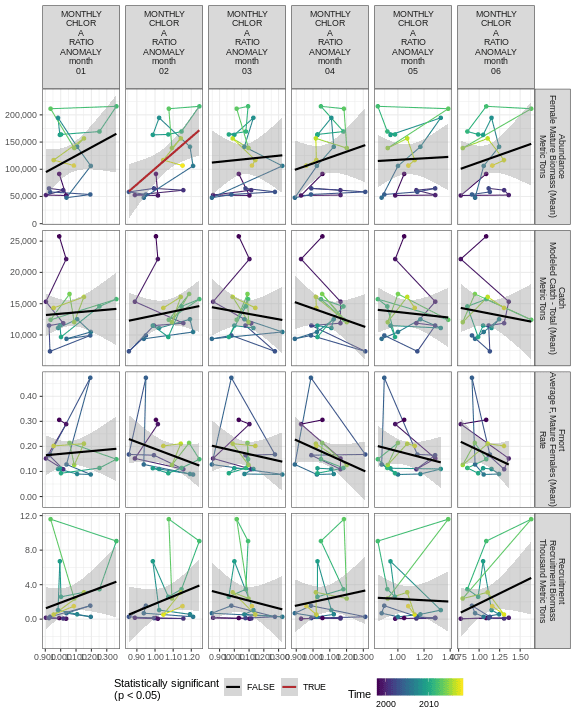 MONTHLY CHLOR A RATIO ANOMALY month 01
MONTHLY CHLOR A RATIO ANOMALY month 02
MONTHLY CHLOR A RATIO ANOMALY month 03
MONTHLY CHLOR A RATIO ANOMALY month 04
MONTHLY CHLOR A RATIO ANOMALY month 05
MONTHLY CHLOR A RATIO ANOMALY month 06
200,000
150,000
100,000
50,000
0
Abundance
Female Mature Biomass (Mean)
Metric Tons
25,000
20,000
15,000
10,000
Catch
Modeled Catch - Total (Mean)
Metric Tons
0.40
0.30
0.20
0.10
0.00
Fmort
Average F, Mature Females (Mean)
Rate
12.0
8.0
4.0
0.0
Recruitment
Recruitment Biomass
Thousand Metric Tons
0.90 1.00 1.10 1.20
1.00 1.20
1.00 1.25 1.50
Statistically significant
(p < 0.05)
FALSE
TRUE
Time
2000 2010